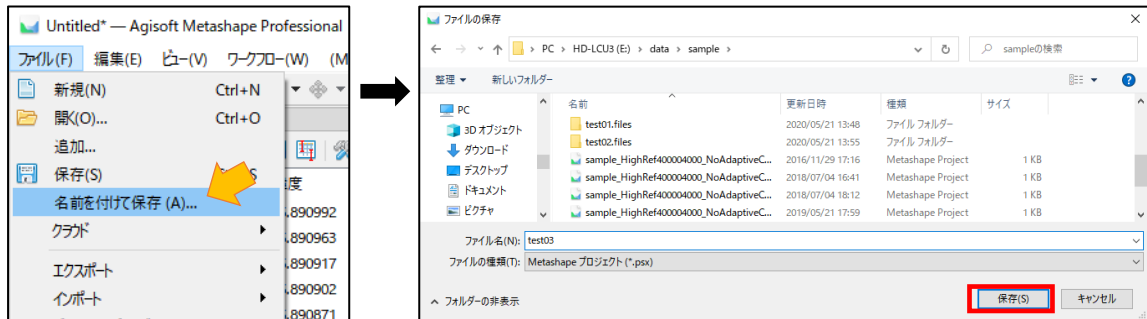 Untitled* — Agisoft Metashape Professional
ファイル(F) 編集(E) ビュー(V) ワークフロー(W) (M
新規(N) Ctrl+N
開く(O)... Ctrl+O
追加...
保存(S) S
度
名前を付けて保存 (A)...
.890992
クラウド
.890963
エクスポート
.890917
インポート
.890902
.890871
ファイルの保存
PC > HD-LCU3 (E:) > data > sample >
sampleの検索
整理 新しいフォルダー
名前 更新日時 種類 サイズ
PC
3D オブジェクト
ダウンロード
デスクトップ
ドキュメント
ピクチャ
test01.files 2020/05/21 13:48 ファイル フォルダー
test02.files 2020/05/21 13:55 ファイル フォルダー
sample_HighRef400004000_NoAdaptiveC... 2016/11/29 17:16 Metashape Project 1 KB
sample_HighRef400004000_NoAdaptiveC... 2018/07/04 16:41 Metashape Project 1 KB
sample_HighRef400004000_NoAdaptiveC... 2018/07/04 18:12 Metashape Project 1 KB
sample_HighRef400004000_NoAdaptiveC... 2019/05/21 17:59 Metashape Project 1 KB
ファイル名(N): test03
ファイルの種類(T): Metashape プロジェクト (*.psx)
フォルダーの非表示
保存(S) キャンセル